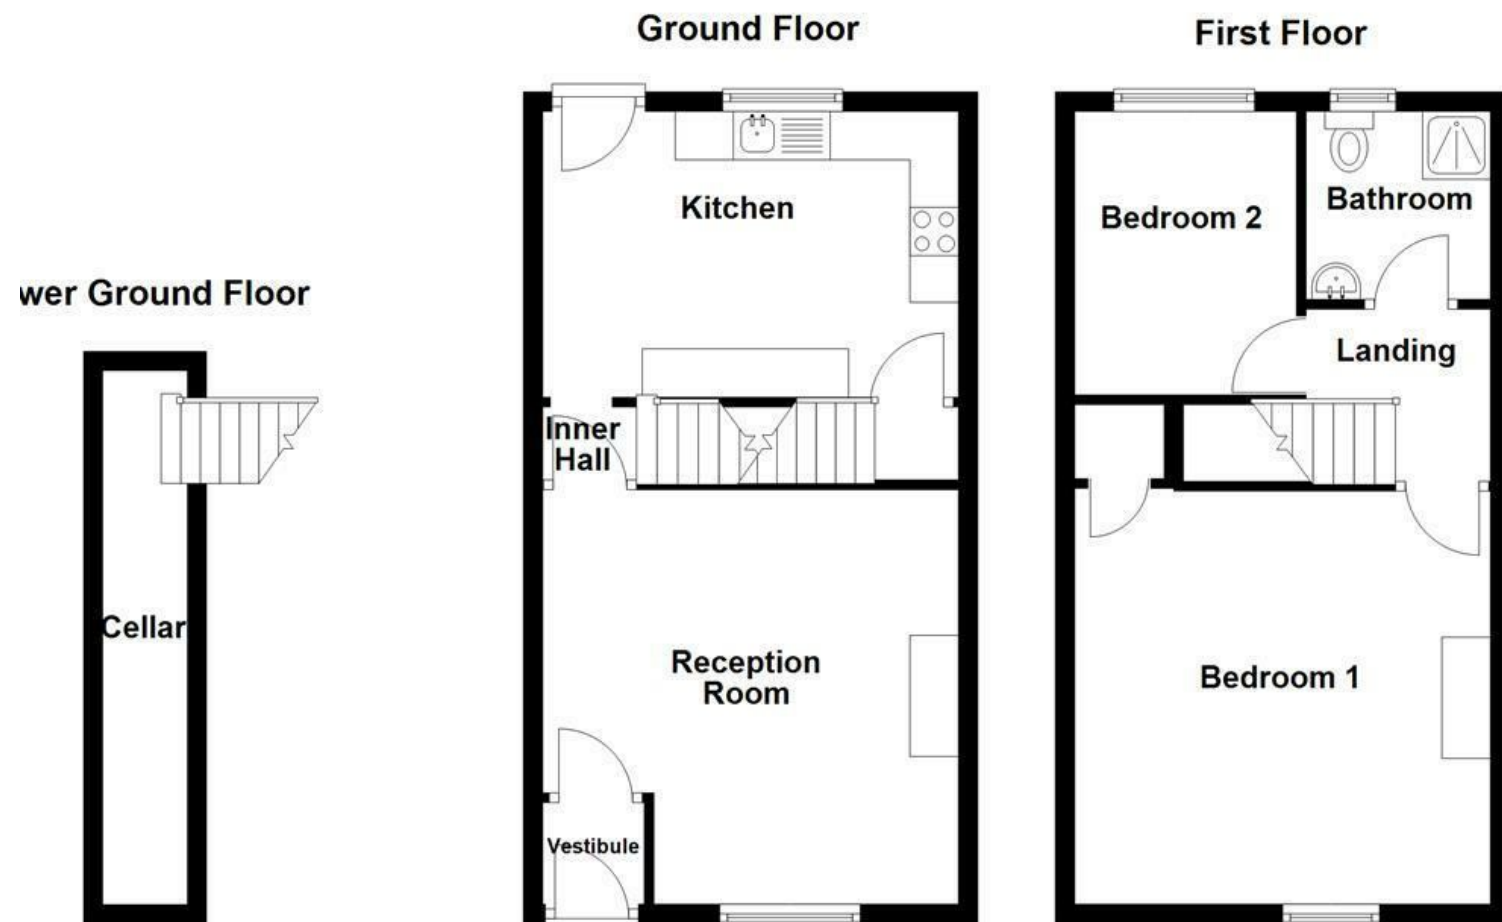 wer Ground Floor
Cellar
Ground Floor
Kitchen
Inner
Hall
Reception
Room
Vestibule
First Floor
Bedroom 2
Bathroom
Landing
Bedroom 1